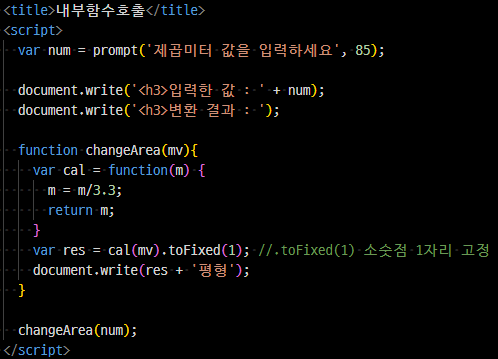 <title>내부함수호출</title>
<script>
var num = prompt('제곱미터 값을 입력하세요', 85);
document.write('<h3>입력한 값 : ' + num);
document.write('<h3>변환 결과 : ');
function changeArea(mv){
var cal = function(m) {
m = m/3.3;
return m;
}
var res = cal(mv).toFixed(1); //.toFixed(1) 소숫점 1자리 고정
document.write(res + '평형');
}
changeArea(num);
</script>